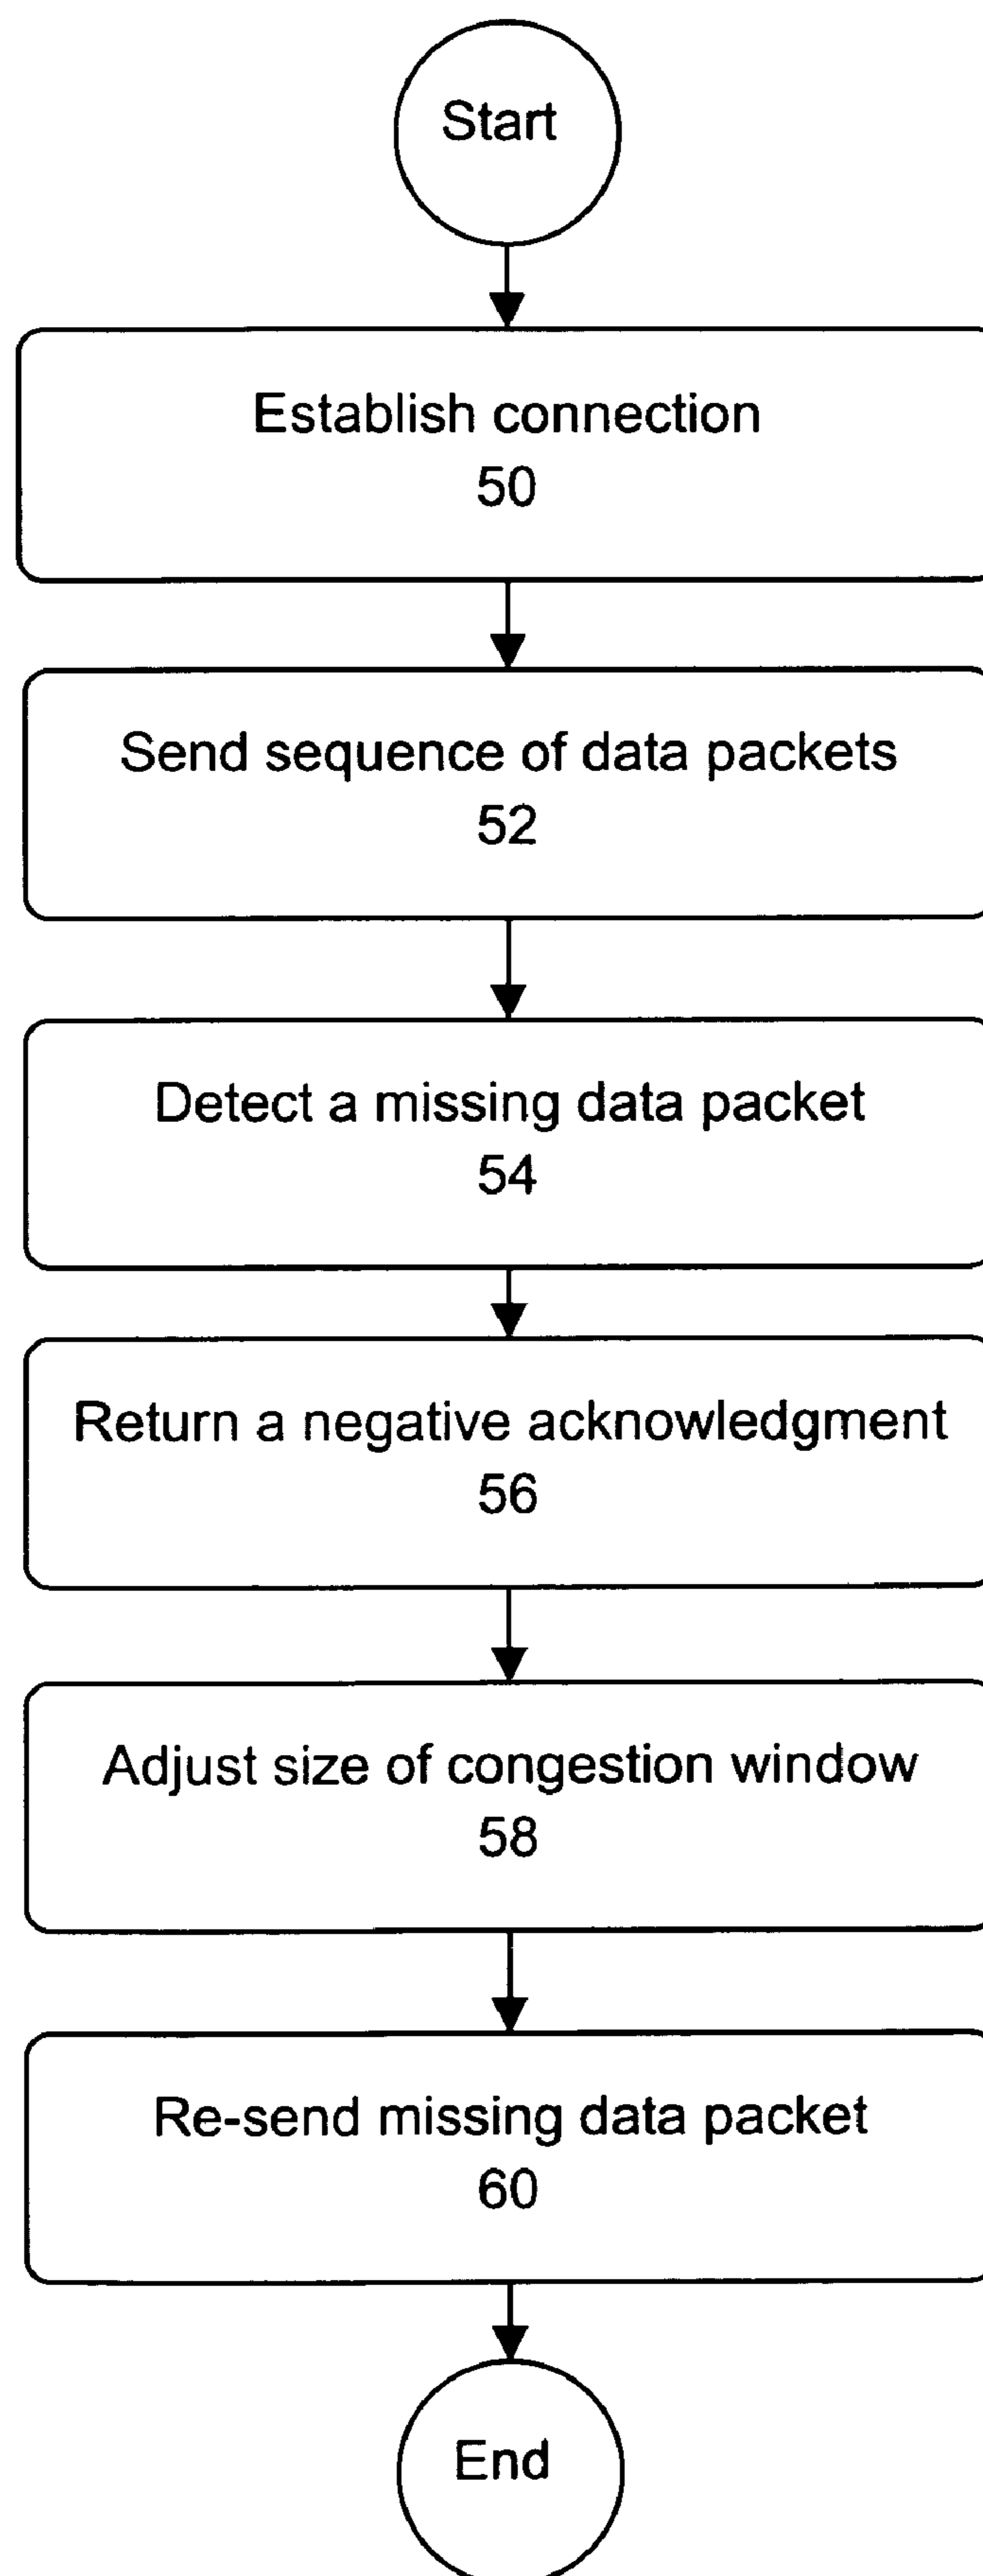 Start
Establish connection
50
Send sequence of data packets
52
Detect a missing data packet
54
Return a negative acknowledgment
56
Adjust size of congestion window
58
Re-send missing data packet
60
End